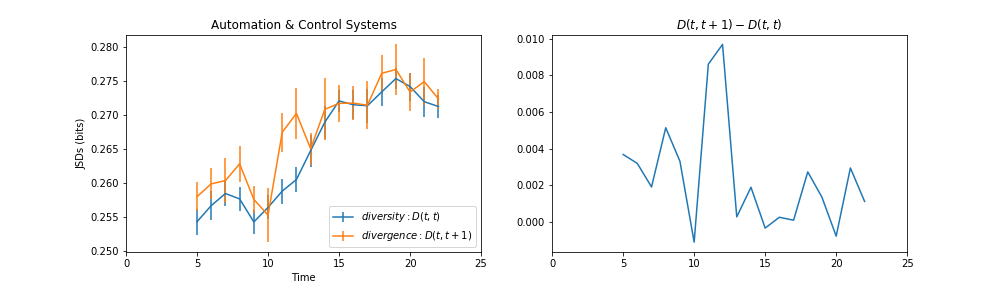 Automation & Control Systems
JSDs (bits)
0.280
0.275
0.270
0.265
0.260
0.255
0.250
diversity : D(t, t)
divergence : D(t, t + 1)
0 5 10 15 20 25
Time
D(t, t + 1) − D(t, t)
0.010
0.008
0.006
0.004
0.002
0.000
0 5 10 15 20 25